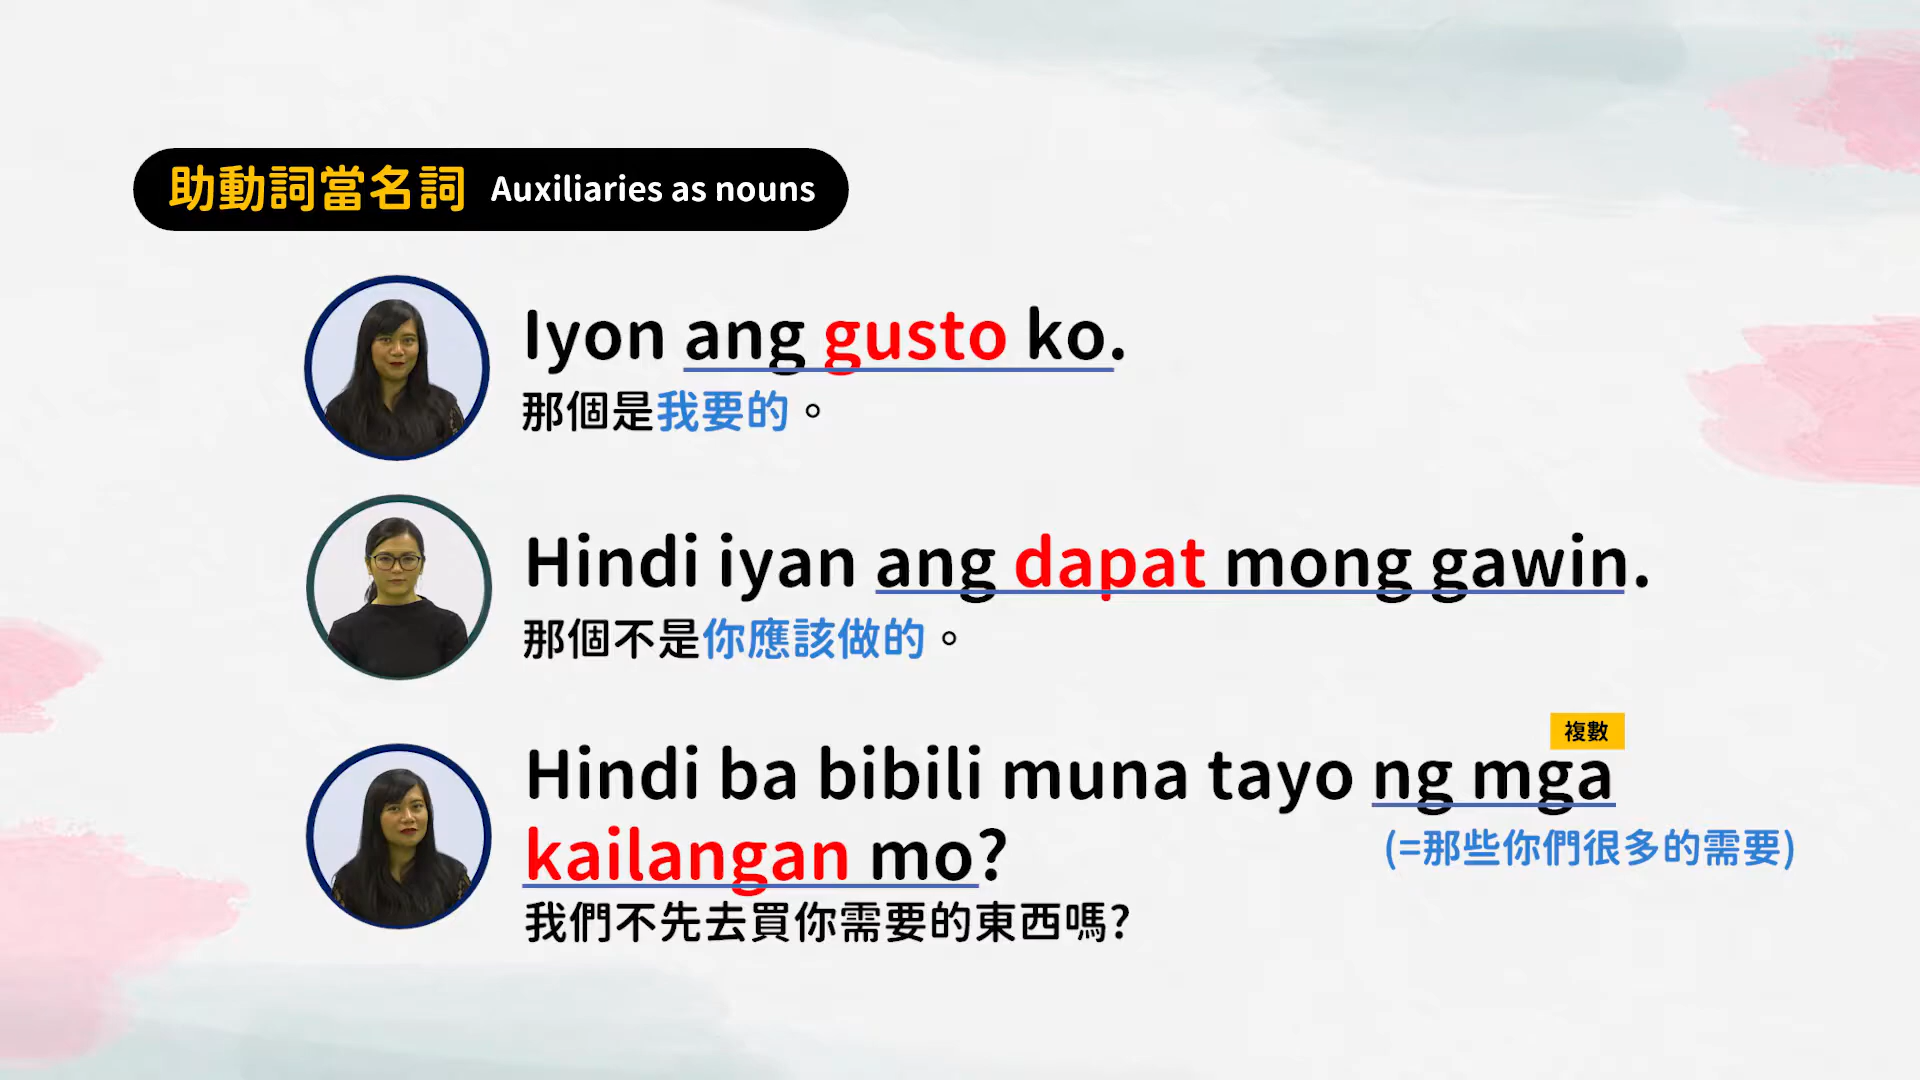 助動詞當名詞 Auxiliaries as nouns
Iyon ang gusto ko.
那個是我要的。
Hindi iyan ang dapat mong gawin.
那個不是你應該做的。
複數
Hindi ba bibili muna tayo ng mga
(=那些你們很多的需要)
kailangan mo?
我們不先去買你需要的東西嗎?